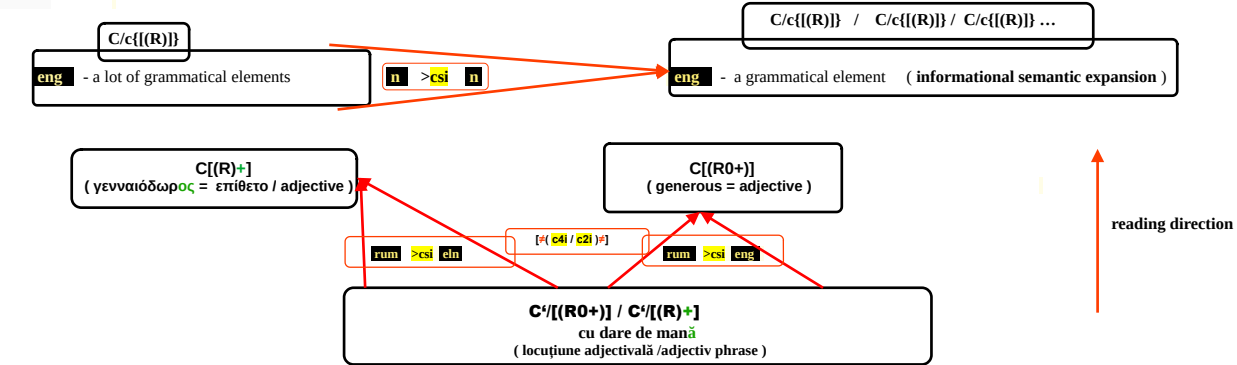 C/c{[(R)]}
C/c{[(R)]} / C/c{[(R)]} / C/c{[(R)]} ...
eng - a lot of grammatical elements
n >csi n
eng - a grammatical element ( informational semantic expansion )
C[(R)+]
( γενναιόδωρος = επίθετο / adjective )
C[(R0+)]
( generous = adjective )
reading direction
[≠( c4i / c2i )≠]
rum >csi eln
rum >csi eng
C‘/[(R0+)] / C‘/[(R)+]
cu dare de mană
( locuțiune adjectivală /adjectiv phrase )